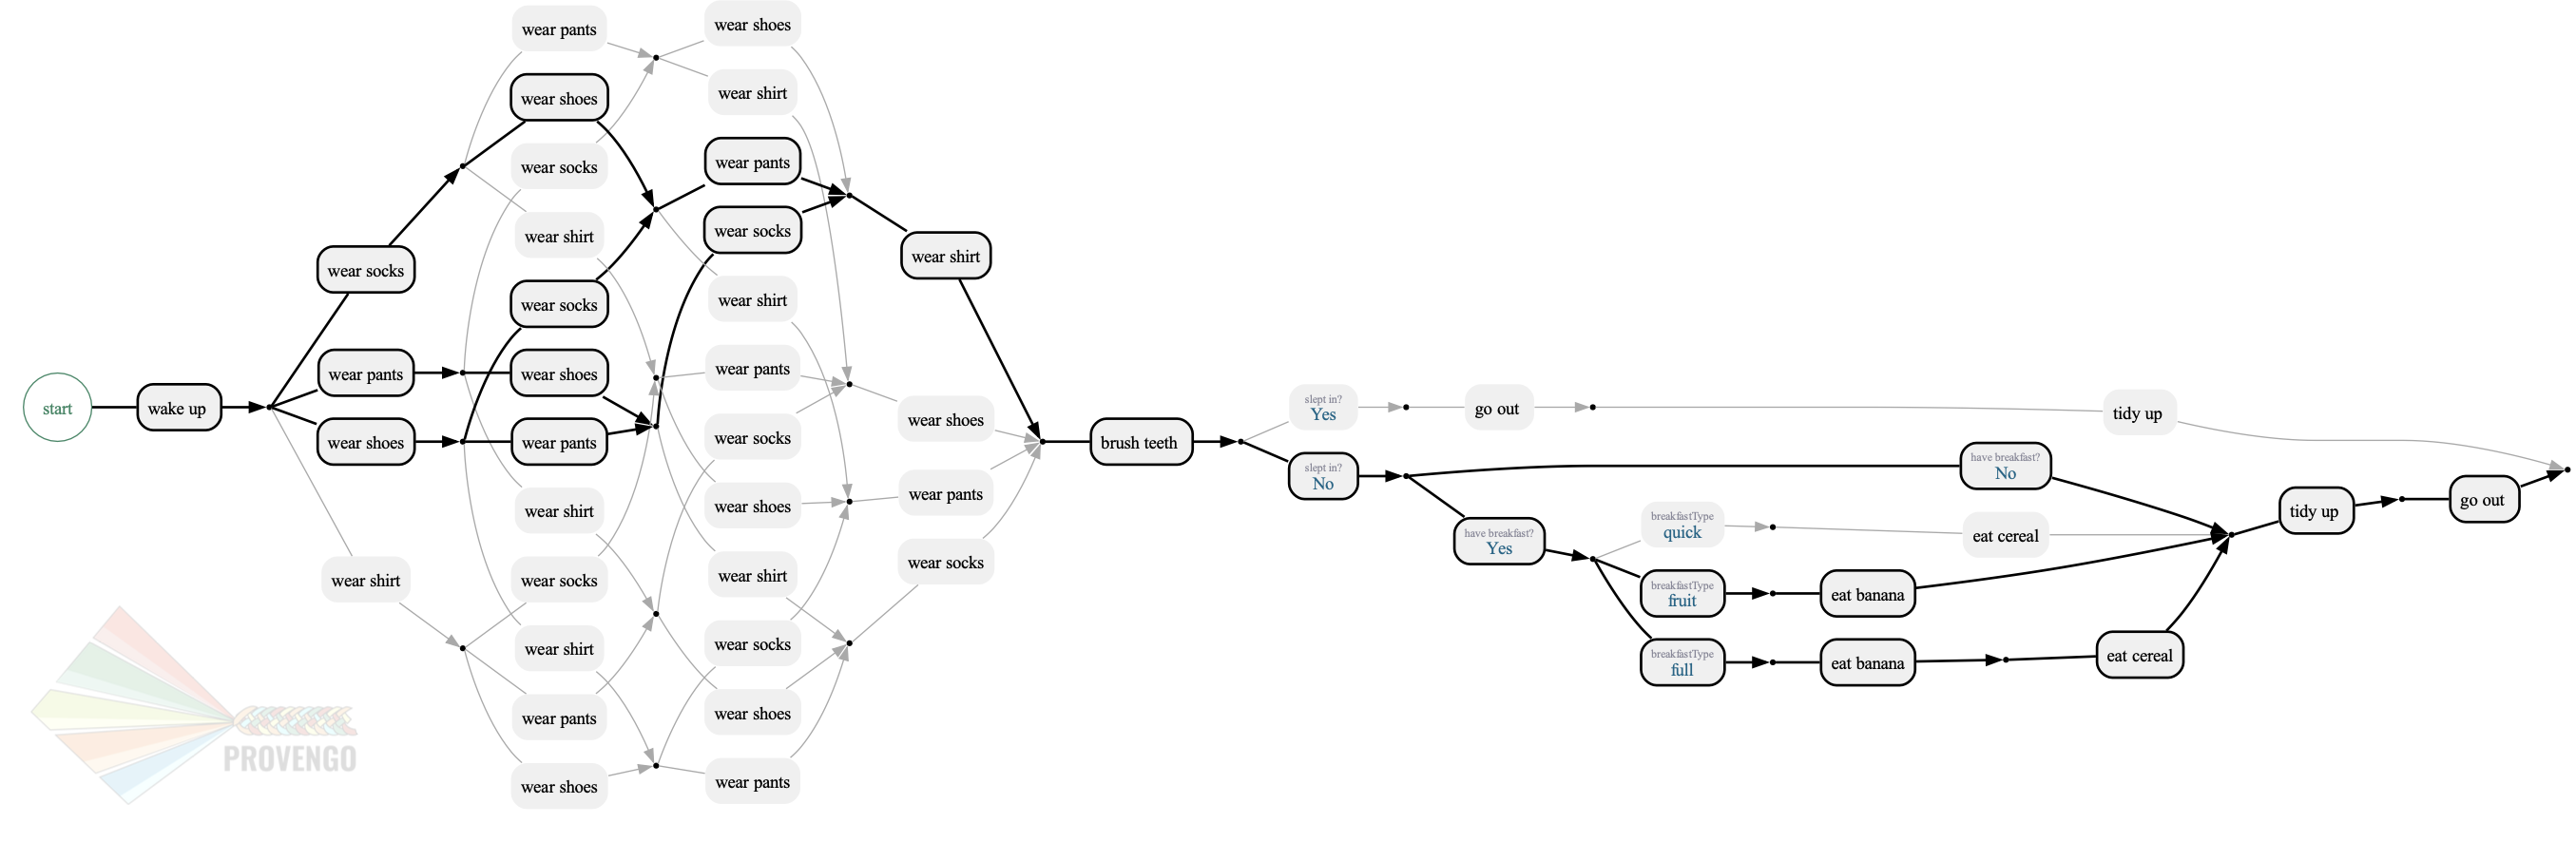 start
wake up
wear socks
wear pants
wear shoes
wear shirt
wear pants
wear shoes
wear socks
wear shirt
wear socks
wear shoes
wear pants
wear shirt
wear socks
wear shirt
wear pants
wear shoes
wear shoes
wear shirt
wear pants
wear socks
wear shirt
wear pants
wear socks
wear shoes
wear shirt
wear socks
wear shoes
wear pants
wear shirt
wear shoes
wear pants
wear socks
brush teeth
slept in?
Yes
slept in?
No
go out
have breakfast?
Yes
breakfastType
quick
breakfastType
fruit
breakfastType
full
eat banana
eat banana
have breakfast?
No
eat cereal
tidy up
eat cereal
tidy up
go out
PROVENGO